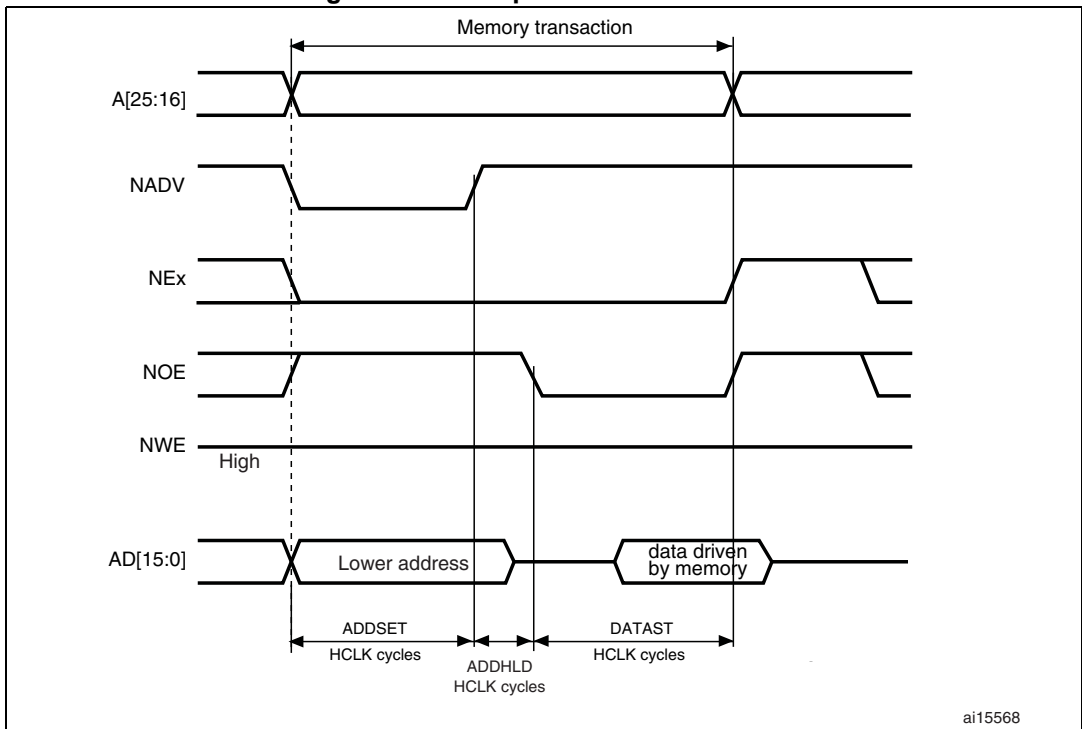 Memory transaction
A[25:16]
NADV
NEx
NOE
NWE
High
AD[15:0]
Lower address
data driven
by memory
ADDSET
HCLK cycles
ADDHLD
HCLK cycles
DATAST
HCLK cycles
ai15568